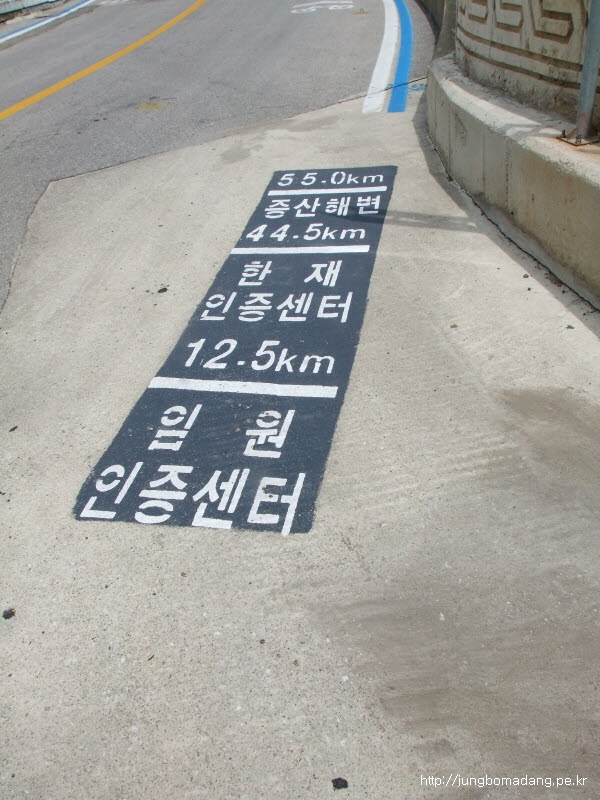 55.0km
증산해변
44.5km
한 재
인증센터
12.5km
임 원
인증센터
http://jungbomadang.pe.kr